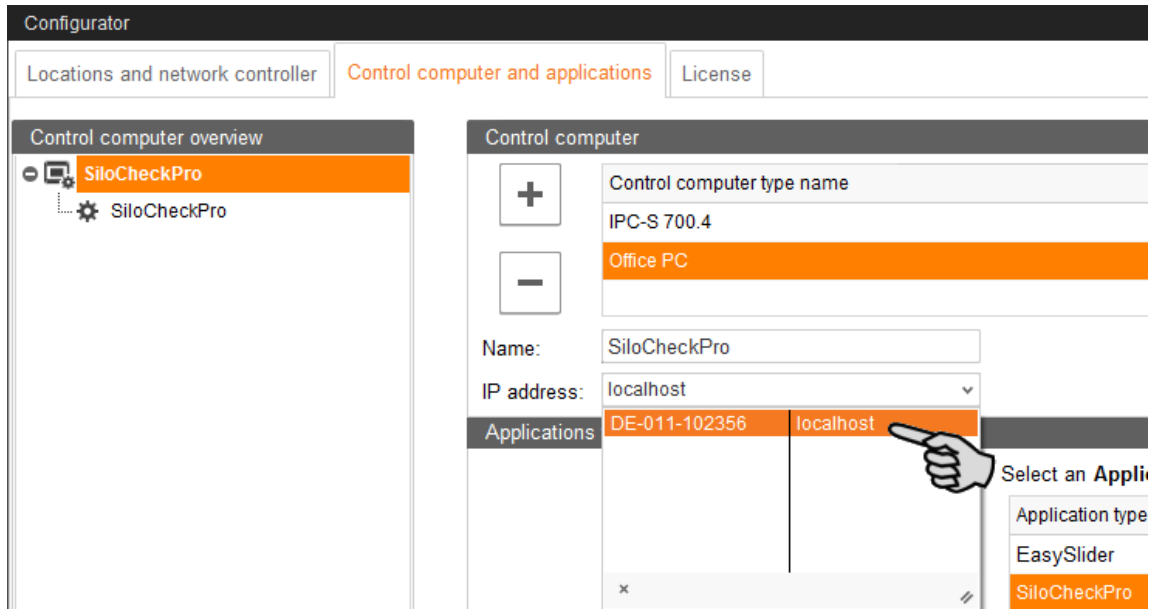 Configurator
Locations and network controller
Control computer and applications
License
Control computer overview
SiloCheckPro
SiloCheckPro
Control computer
Control computer type name
IPC-S 700.4
Office PC
Name: SiloCheckPro
IP address: localhost
DE-011-102356 localhost
Applications
Select an Appli
Application type
EasySlider
SiloCheckPro